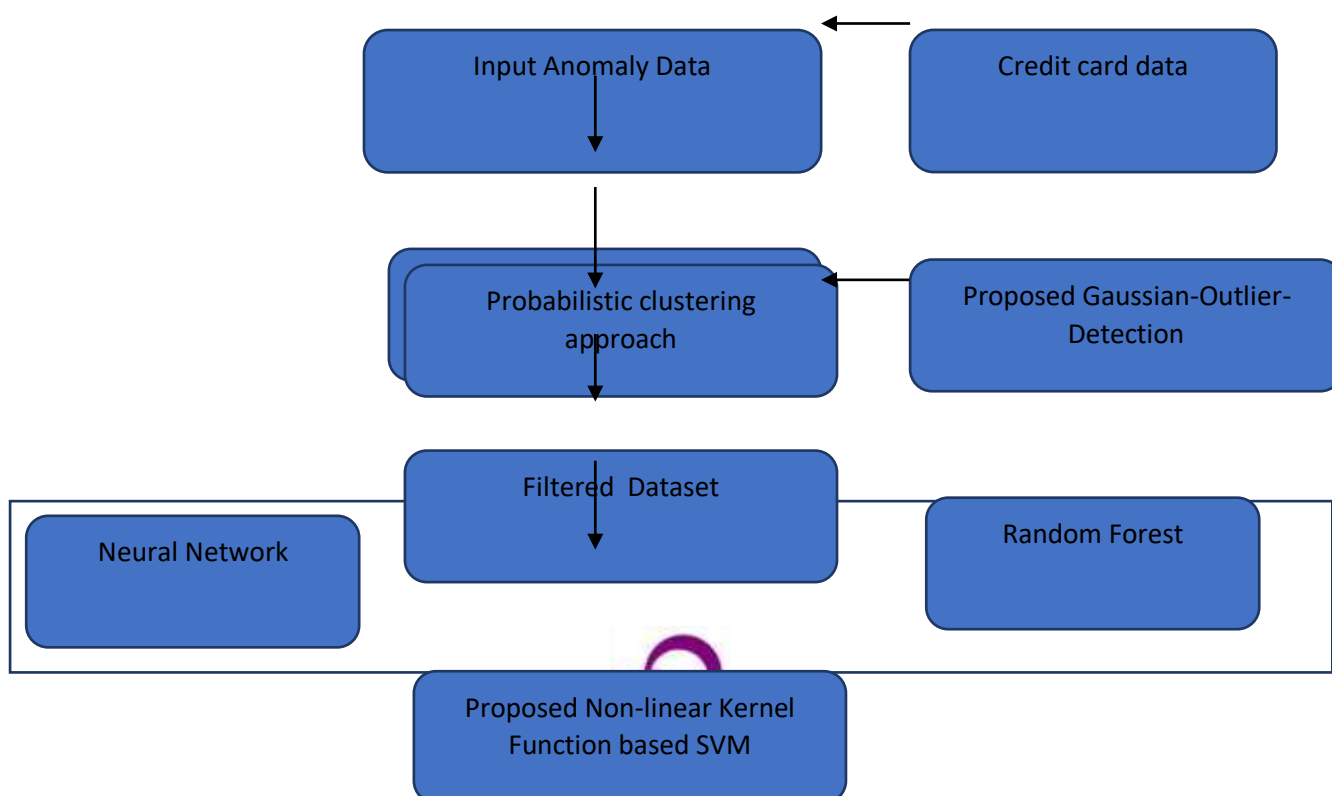 Input Anomaly Data
Credit card data
Probabilistic clustering
approach
Proposed Gaussian-Outlier-
Detection
Filtered  Dataset
Neural Network
Random Forest
Proposed Non-linear Kernel
Function based SVM